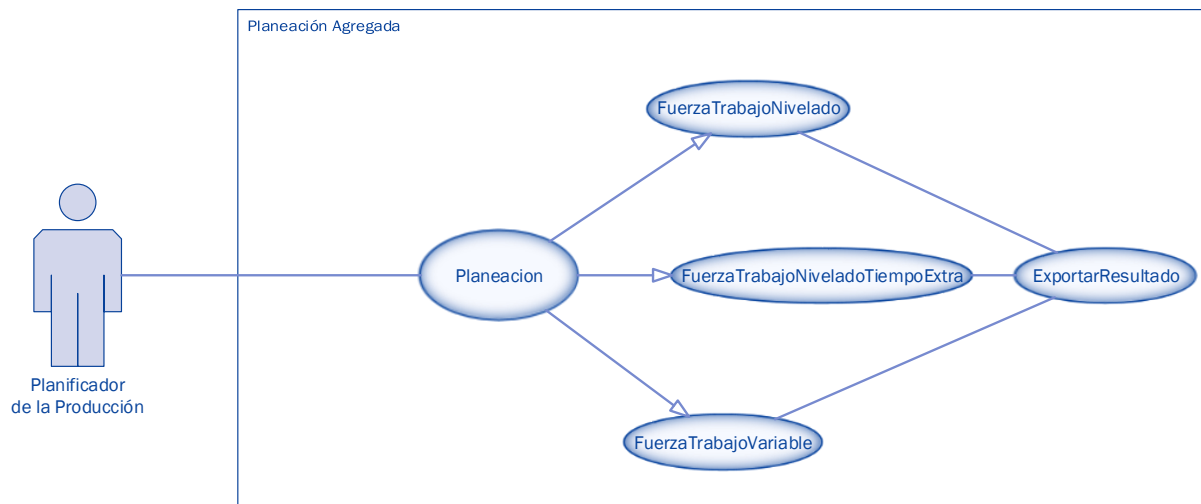 Planeación Agregada
FuerzaTrabajoNivelado
Planeacion
FuerzaTrabajoNiveladoTiempoExtra
ExportarResultado
Planificador
de la Producción
FuerzaTrabajoVariable